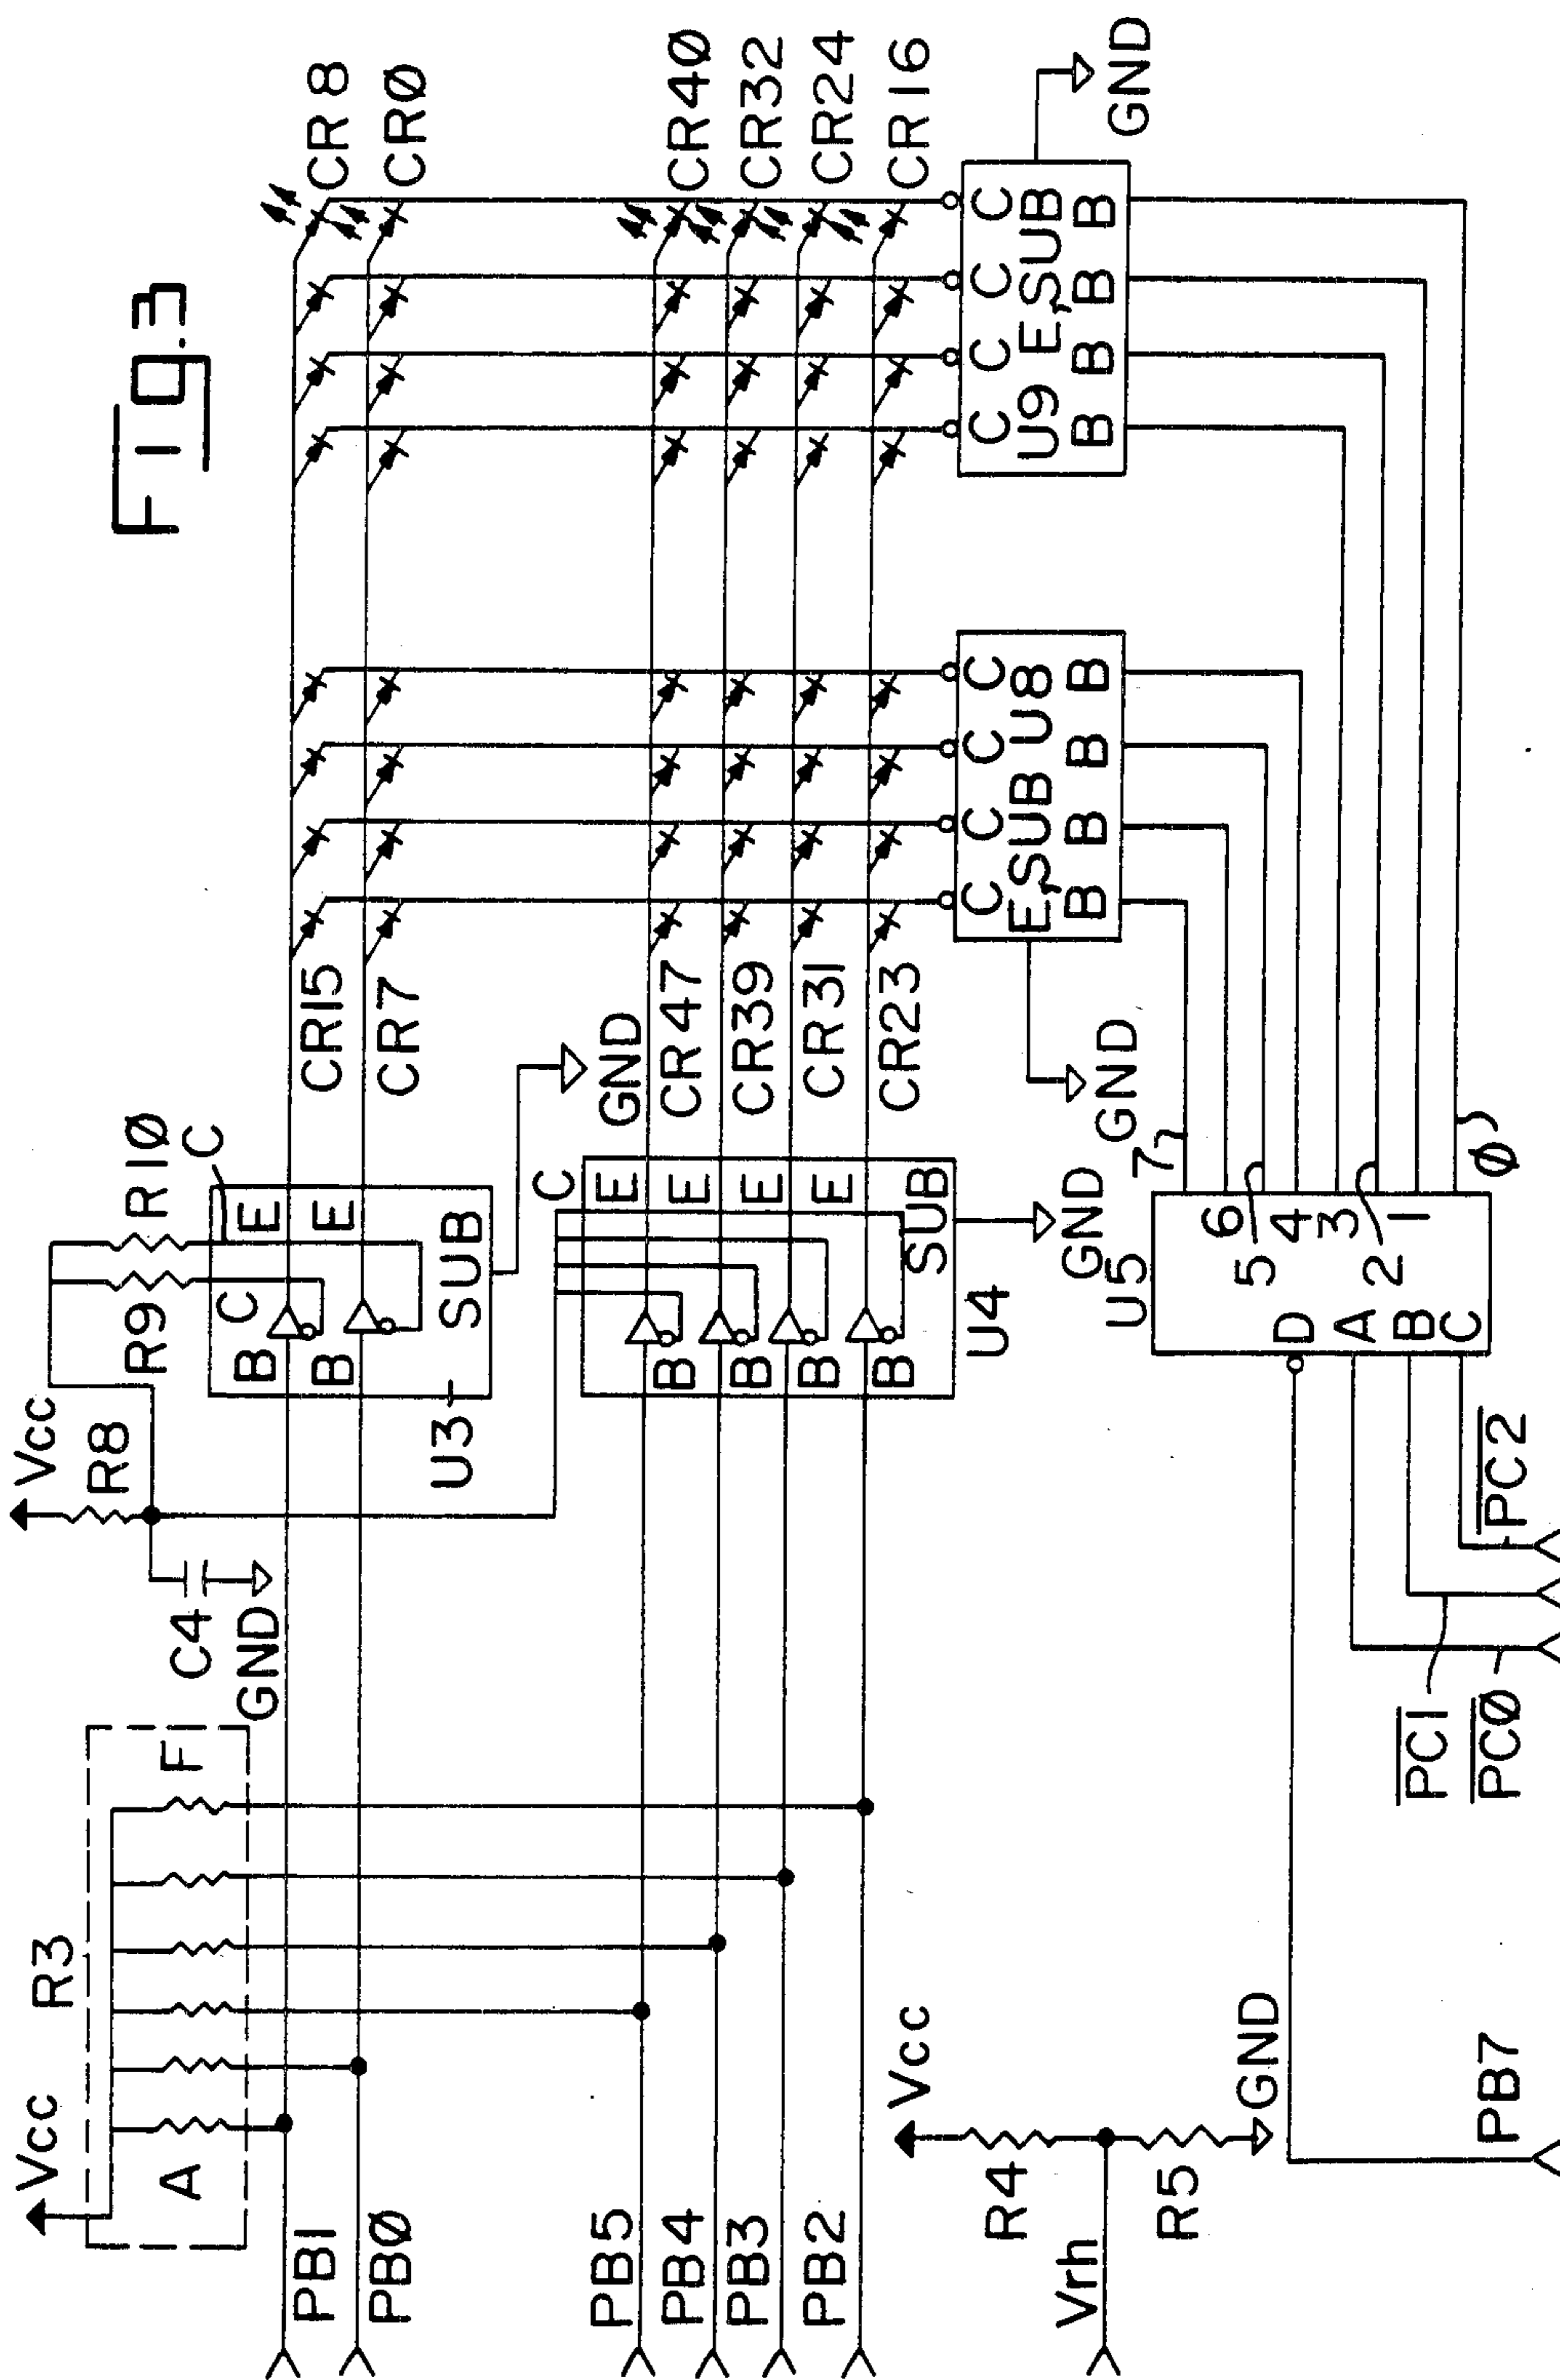 Fig.3
Vcc
R3
A
F
Vcc
R8
C4
GND
R9
R10
C
C
E
E
B
B
SUB
U3
GND
PB1
PB0
CR15
CR7
CR8
CR0
PB5
PB4
PB3
PB2
C
E
E
E
E
B
B
B
B
SUB
U4
GND
CR47
CR39
CR31
CR23
CR40
CR32
CR24
CR16
C C C C
E,SUB U8
B B B B
GND
C C C C
U9 E,SUB
B B B B
GND
Vcc
R4
Vrh
R5
GND
U5
D
A
B
C
7
6
5
4
3
2
1
Ø
PB7
PC1
PCØ
PC2